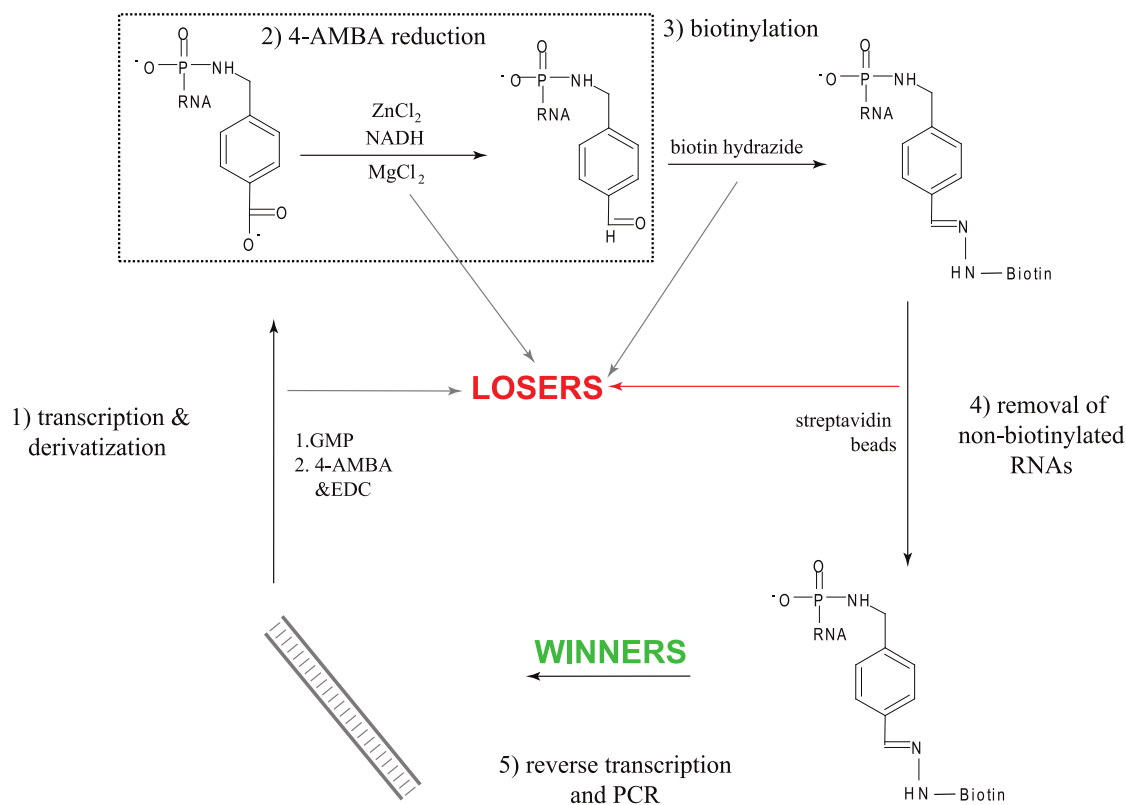 2) 4-AMBA reduction
3) biotinylation
O
-O—P—NH
RNA
O
O-
ZnCl2
NADH
MgCl2
O
-O—P—NH
RNA
H
O
biotin hydrazide
O
-O—P—NH
RNA
N
HN—Biotin
LOSERS
1) transcription &
derivatization
1.GMP
2. 4-AMBA
&EDC
streptavidin
beads
4) removal of
non-biotinylated
RNAs
O
-O—P—NH
RNA
N
HN—Biotin
WINNERS
5) reverse transcription
and PCR